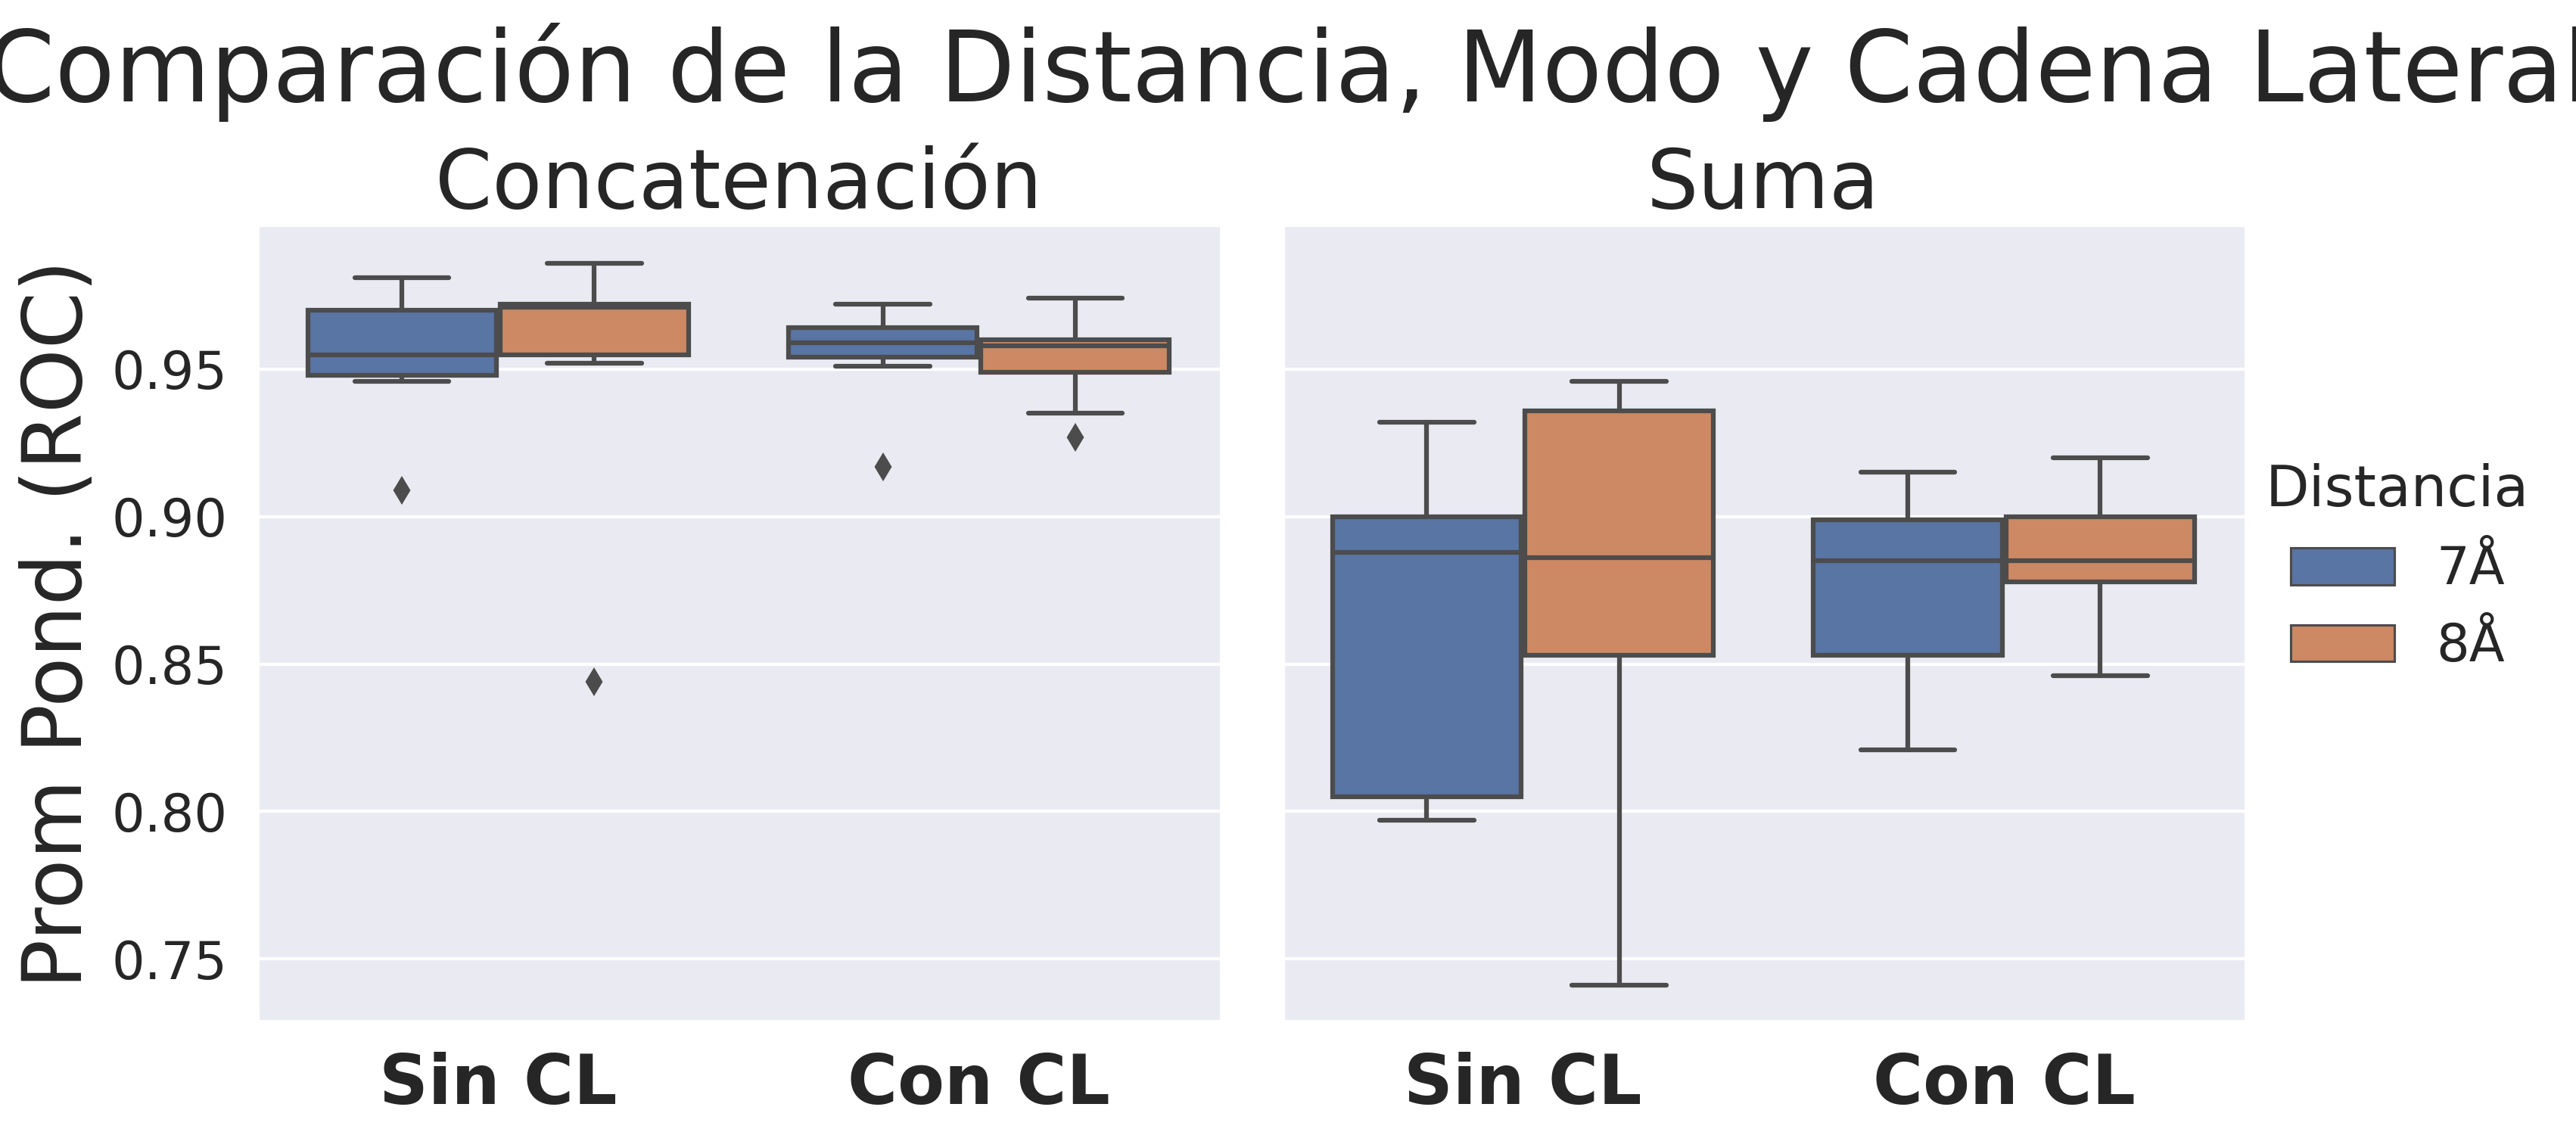 Comparación de la Distancia, Modo y Cadena Lateral
Concatenación
Suma
Prom Pond. (ROC)
0.95
0.90
0.85
0.80
0.75
Sin CL
Con CL
Sin CL
Con CL
Distancia
7Å
8Å